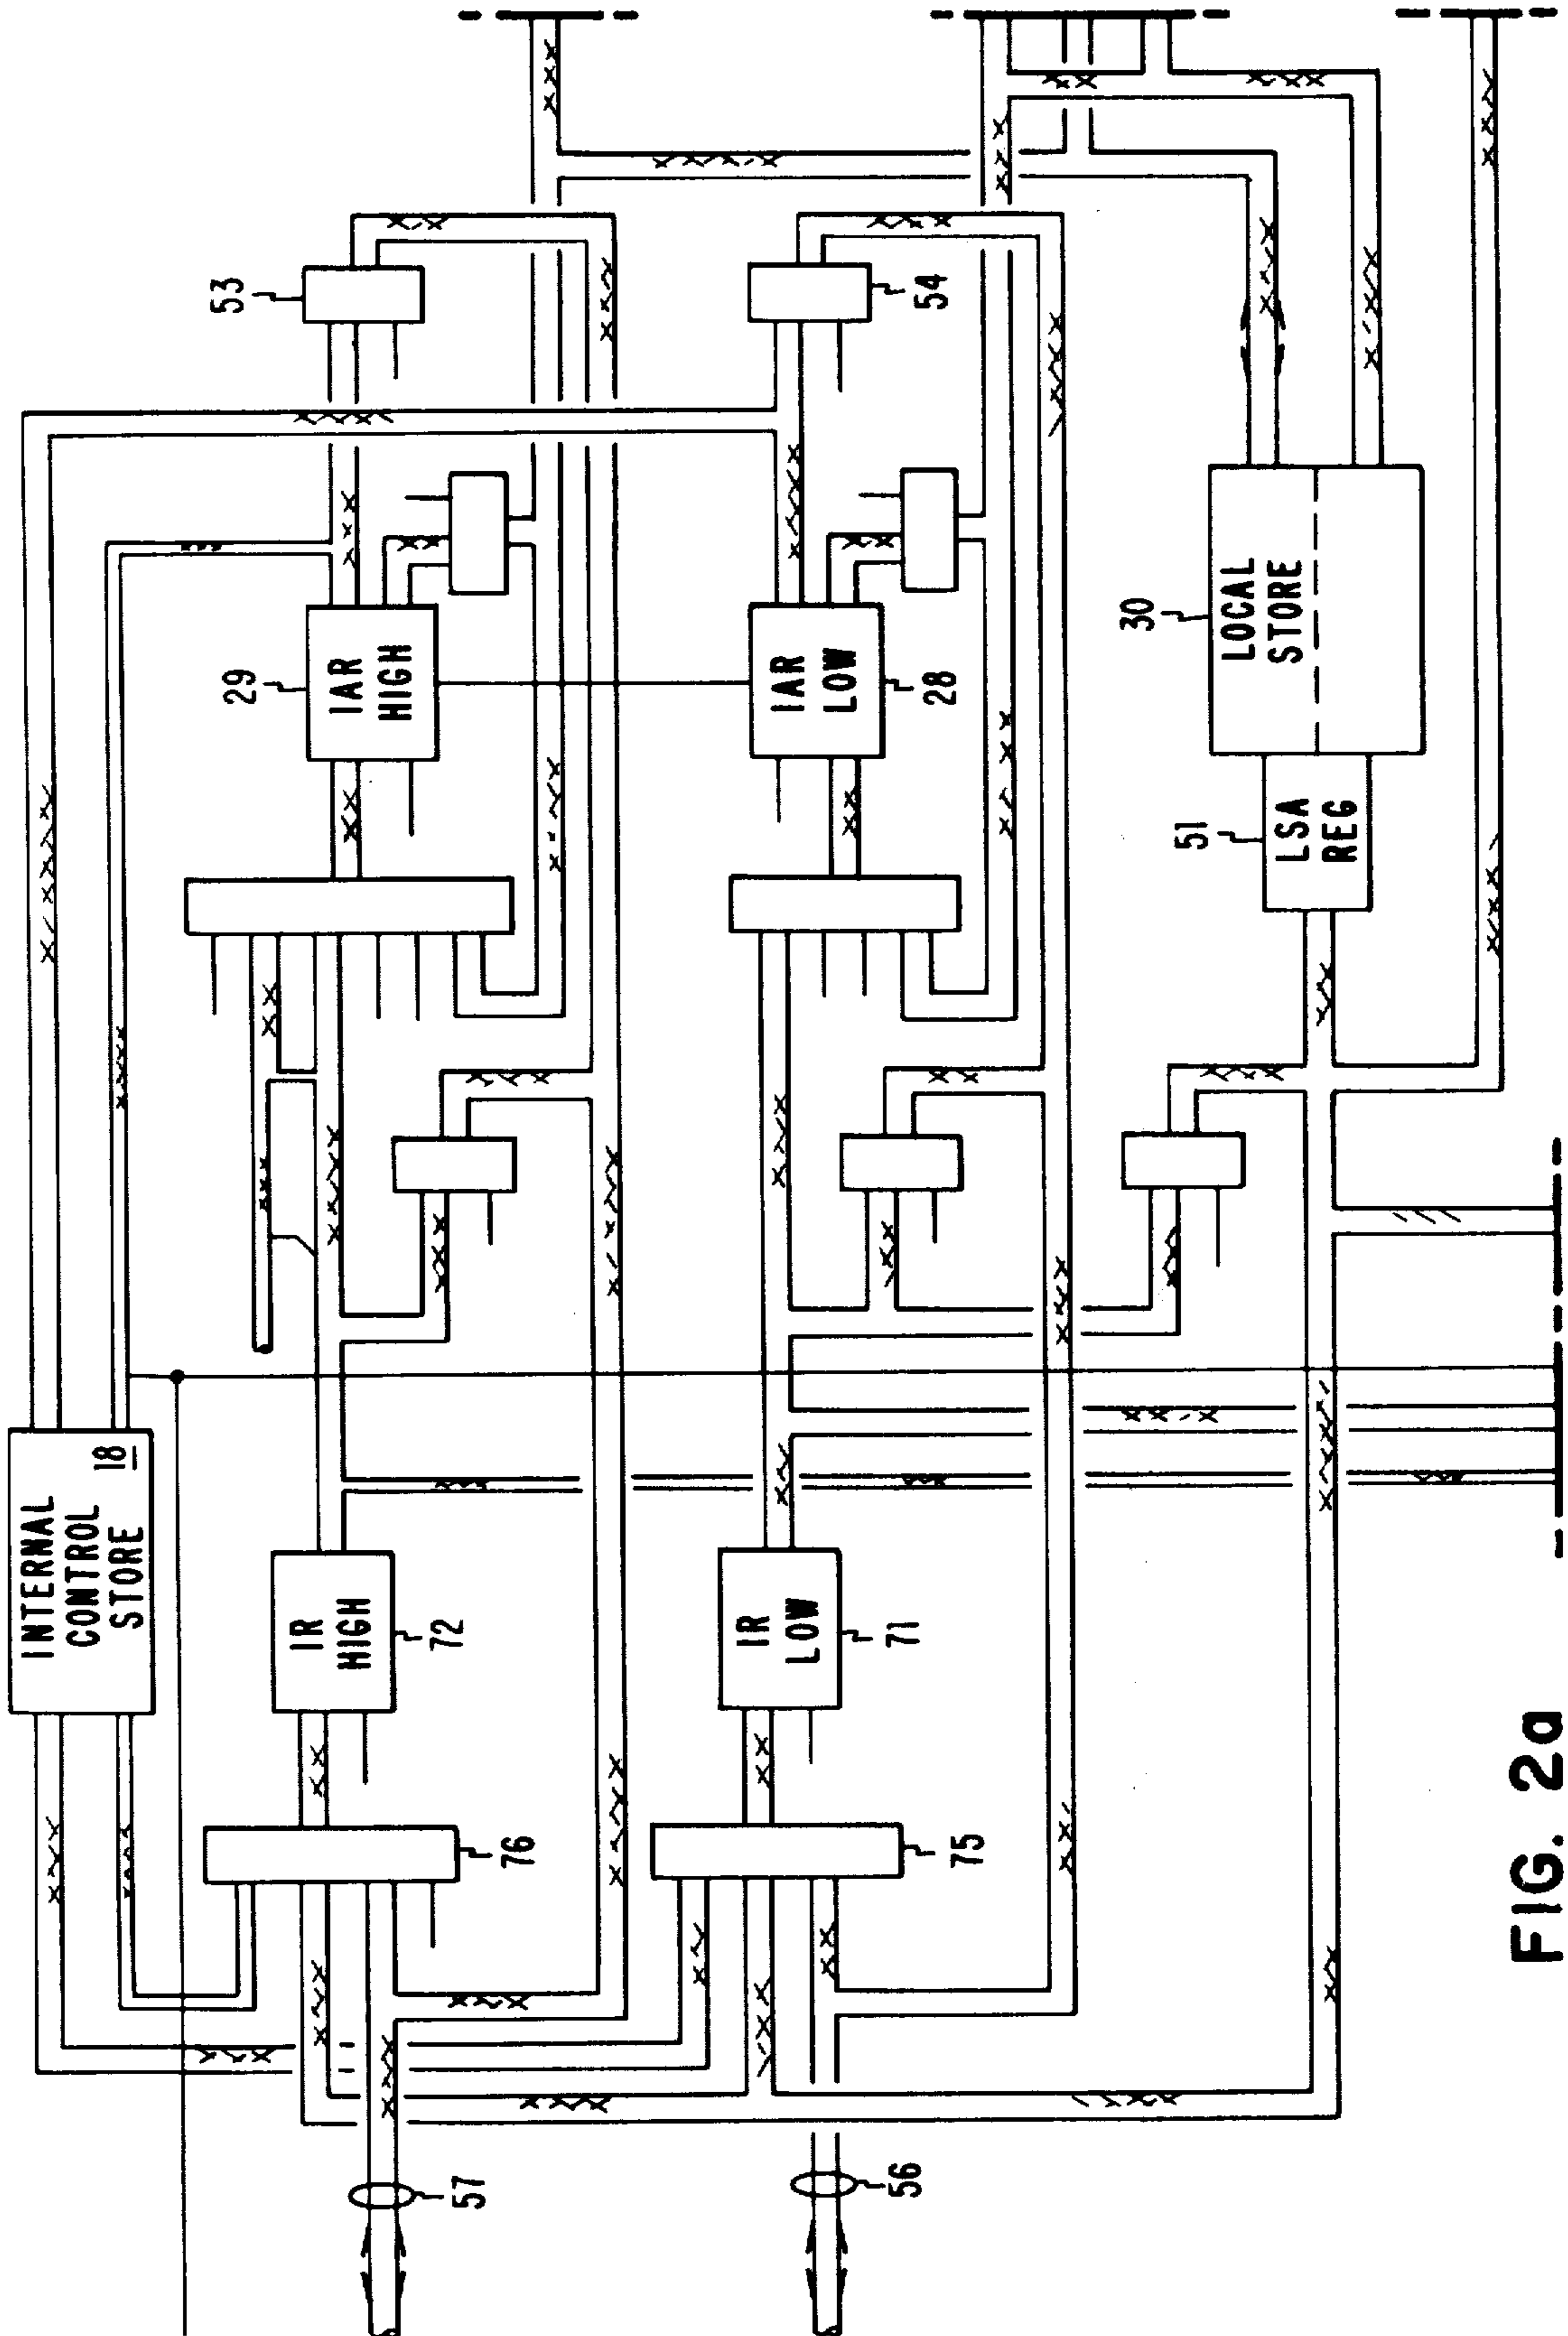 INTERNAL
CONTROL
STORE
18
53
29
IAR
HIGH
IR
HIGH
72
76
57
54
IAR
LOW
28
IR
LOW
71
75
56
30
LOCAL
STORE
51
LSA
REG
FIG. 2a